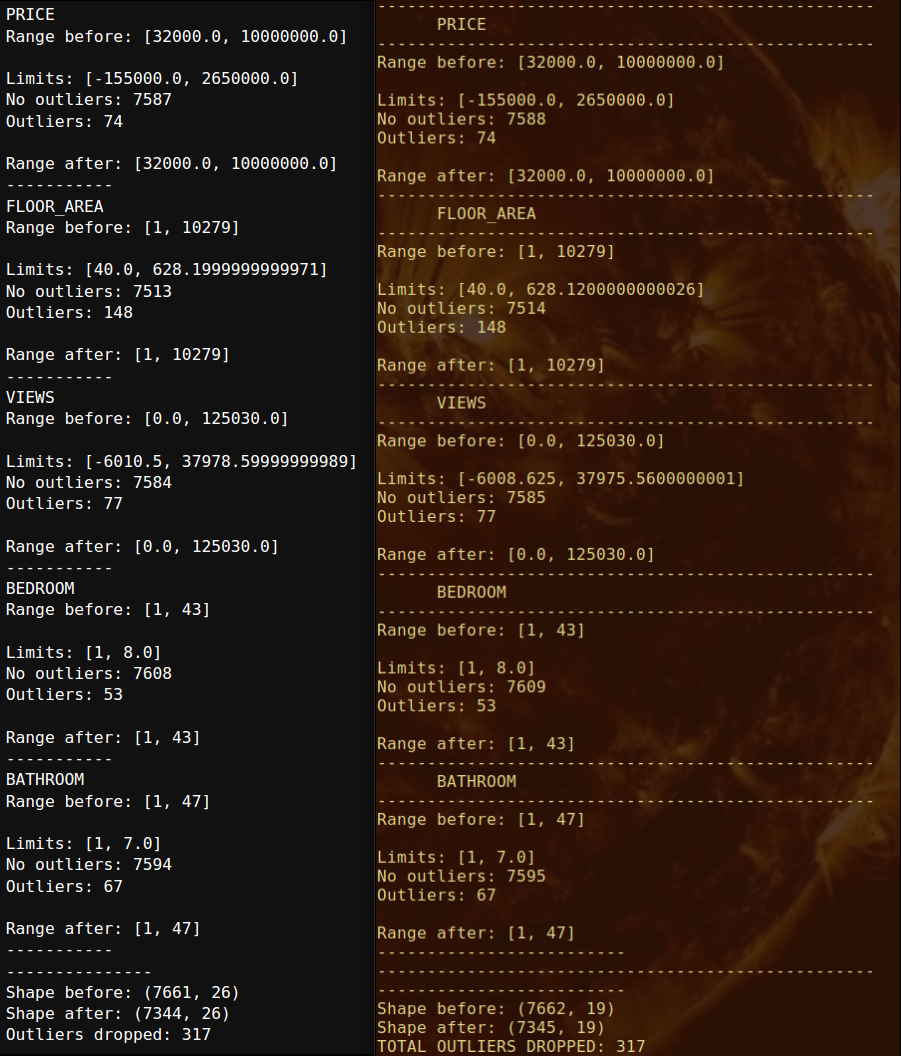 PRICE
Range before: [32000.0, 10000000.0]
Limits: [-155000.0, 2650000.0]
No outliers: 7587
Outliers: 74
Range after: [32000.0, 10000000.0]
-----------
FLOOR_AREA
Range before: [1, 10279]
Limits: [40.0, 628.1999999999971]
No outliers: 7513
Outliers: 148
Range after: [1, 10279]
-----------
VIEWS
Range before: [0.0, 125030.0]
Limits: [-6010.5, 37978.59999999989]
No outliers: 7584
Outliers: 77
Range after: [0.0, 125030.0]
-----------
BEDROOM
Range before: [1, 43]
Limits: [1, 8.0]
No outliers: 7608
Outliers: 53
Range after: [1, 43]
-----------
BATHROOM
Range before: [1, 47]
Limits: [1, 7.0]
No outliers: 7594
Outliers: 67
Range after: [1, 47]
-----------
---------------
Shape before: (7661, 26)
Shape after: (7344, 26)
Outliers dropped: 317
--------------------------------------------------
PRICE
--------------------------------------------------
Range before: [32000.0, 10000000.0]
Limits: [-155000.0, 2650000.0]
No outliers: 7588
Outliers: 74
Range after: [32000.0, 10000000.0]
--------------------------------------------------
FLOOR_AREA
--------------------------------------------------
Range before: [1, 10279]
Limits: [40.0, 628.1200000000026]
No outliers: 7514
Outliers: 148
Range after: [1, 10279]
--------------------------------------------------
VIEWS
--------------------------------------------------
Range before: [0.0, 125030.0]
Limits: [-6008.625, 37975.5600000001]
No outliers: 7585
Outliers: 77
Range after: [0.0, 125030.0]
--------------------------------------------------
BEDROOM
--------------------------------------------------
Range before: [1, 43]
Limits: [1, 8.0]
No outliers: 7609
Outliers: 53
Range after: [1, 43]
--------------------------------------------------
BATHROOM
--------------------------------------------------
Range before: [1, 47]
Limits: [1, 7.0]
No outliers: 7595
Outliers: 67
Range after: [1, 47]
-------------------------
--------------------------------------------------
-------------------------
Shape before: (7662, 19)
Shape after: (7345, 19)
TOTAL OUTLIERS DROPPED: 317